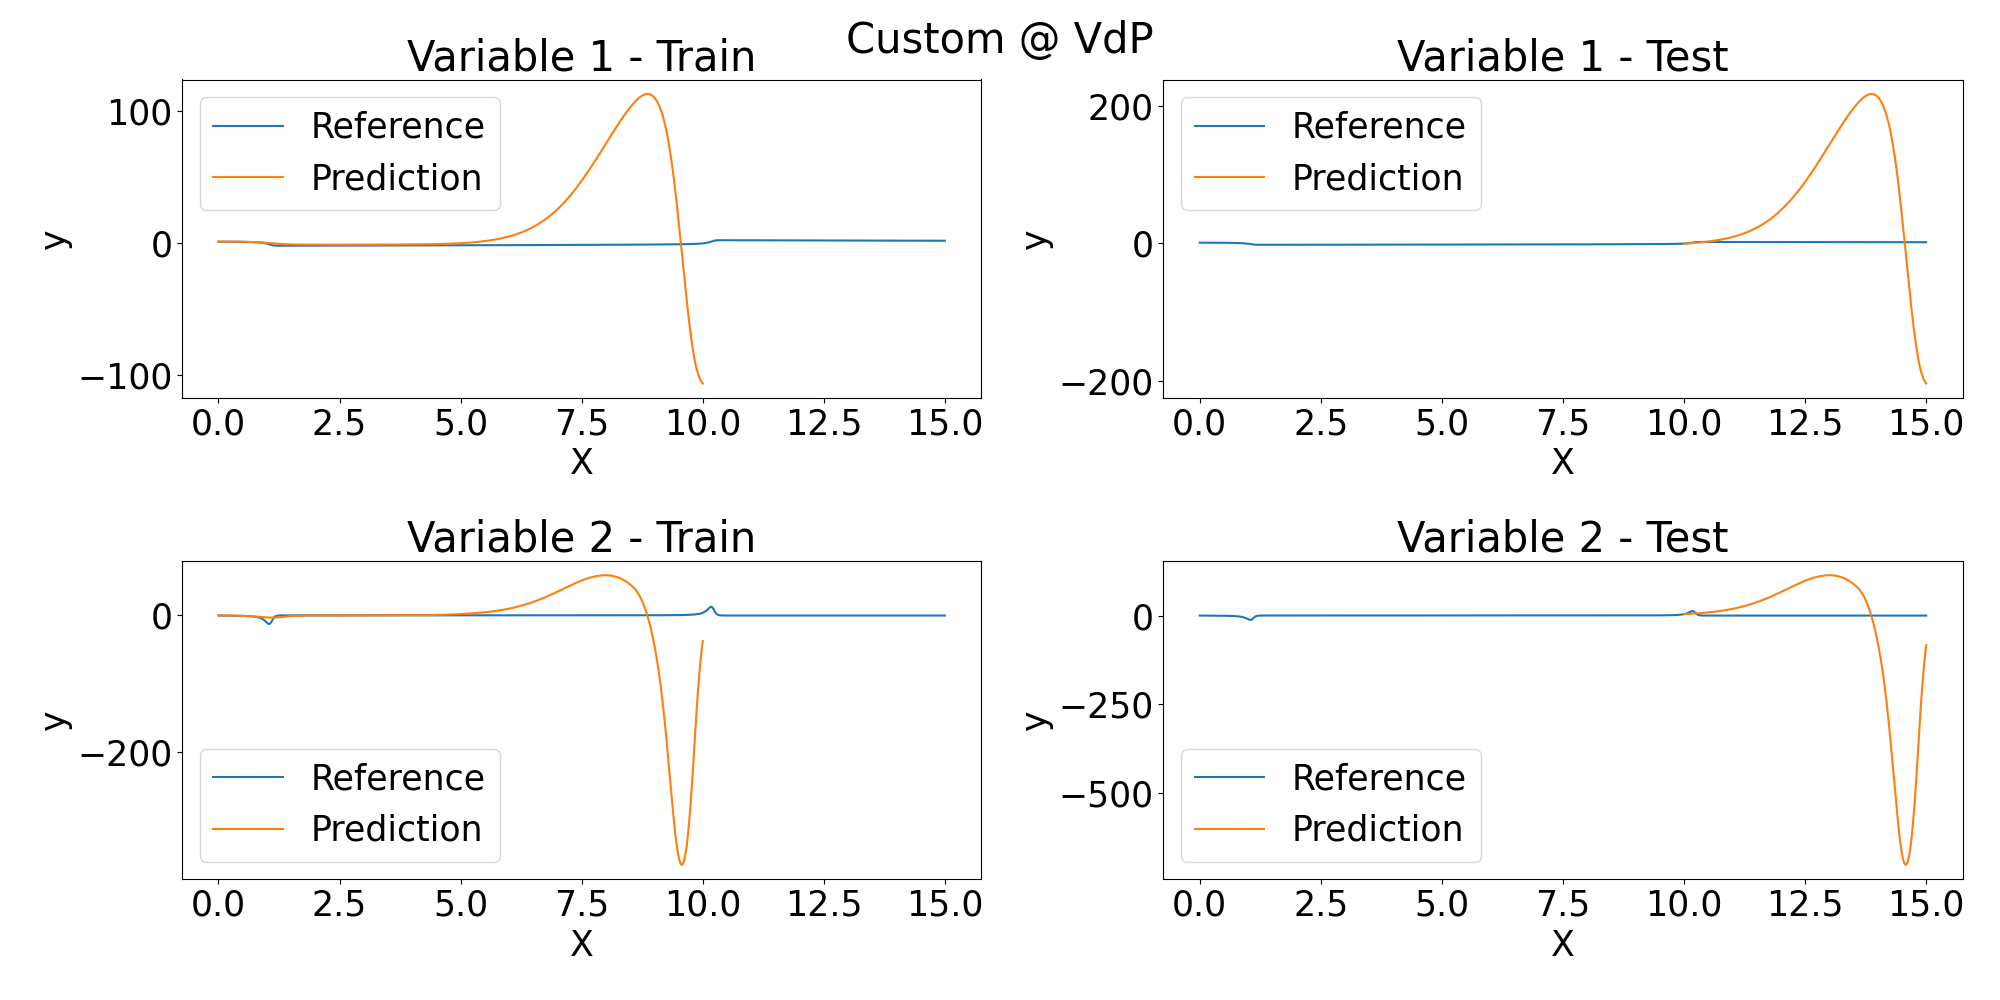 Custom @ VdP
Variable 1 - Train
100
0
−100
y
Reference
Prediction
0.0 2.5 5.0 7.5 10.0 12.5 15.0
X
Variable 1 - Test
200
0
−200
y
Reference
Prediction
0.0 2.5 5.0 7.5 10.0 12.5 15.0
X
Variable 2 - Train
0
−200
y
Reference
Prediction
0.0 2.5 5.0 7.5 10.0 12.5 15.0
X
Variable 2 - Test
0
−250
−500
y
Reference
Prediction
0.0 2.5 5.0 7.5 10.0 12.5 15.0
X